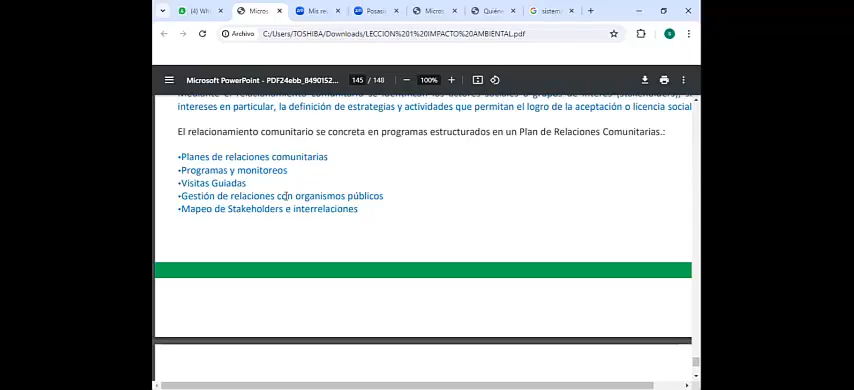 (4) Wh
Micros
Mis re
Posasi
Micros
Quién
sistem
Archivo C:/Users/TOSHIBA/Downloads/LECCION%201%20IMPACTO%20AMBIENTAL.pdf
Microsoft PowerPoint - PDF24ebb_8490152... 145 / 148 100%
intereses en particular, la definición de estrategias y actividades que permitan el logro de la aceptación o licencia social
El relacionamiento comunitario se concreta en programas estructurados en un Plan de Relaciones Comunitarias.:
•Planes de relaciones comunitarias
•Programas y monitoreos
•Visitas Guiadas
•Gestión de relaciones con organismos públicos
•Mapeo de Stakeholders e interrelaciones